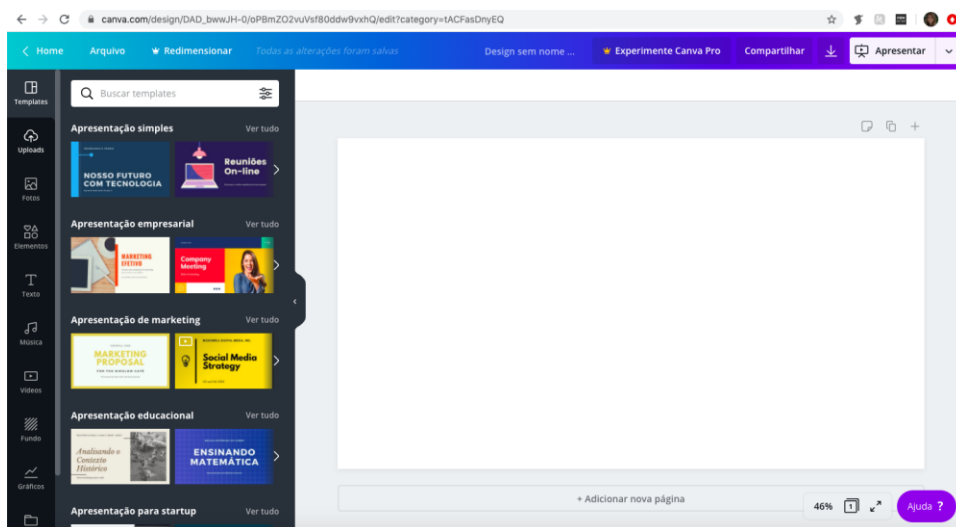 canva.com/design/DAD_bwwJH-0/oPBmZO2vuVsf80ddw9vxhQ/edit?category=tACFasDnyEQ
Home Arquivo Redimensionar Todas as alterações foram salvas Design sem nome ... Experimente Canva Pro Compartilhar Apresentar
Templates
Uploads
Fotos
Elementos
Texto
Música
Vídeos
Fundo
Gráficos
Buscar templates
Apresentação simples Ver tudo
NOSSO FUTURO
COM TECNOLOGIA
Reuniões
On-line
Apresentação empresarial Ver tudo
MARKETING
EFETIVO
Company
Meeting
Apresentação de marketing Ver tudo
MARKETING
PROPOSAL
Social Media
Strategy
Apresentação educacional Ver tudo
Analisando o
Contexto
Histórico
ENSINANDO
MATEMÁTICA
Apresentação para startup Ver tudo
+ Adicionar nova página
46% 1 Ajuda ?